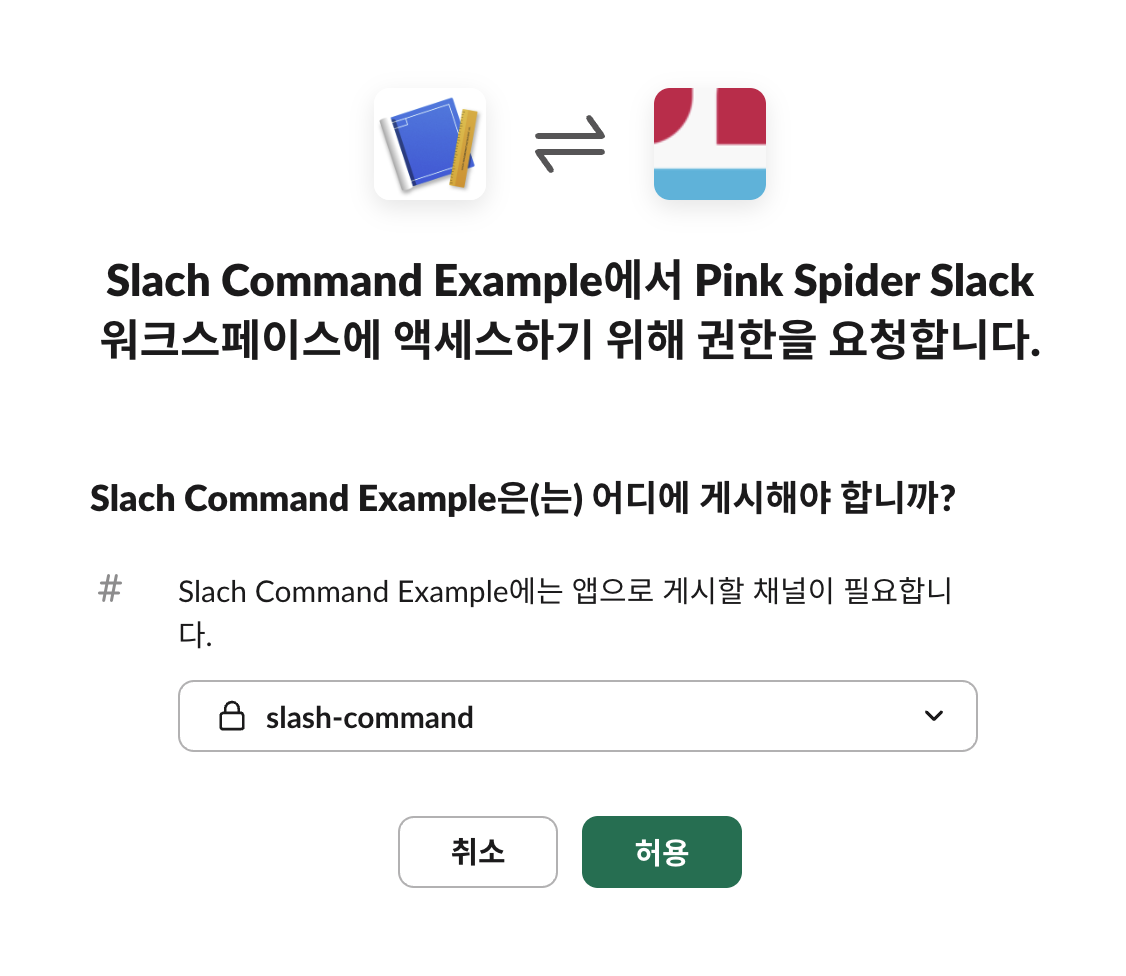 Slach Command Example에서 Pink Spider Slack
워크스페이스에 액세스하기 위해 권한을 요청합니다.
Slach Command Example은(는) 어디에 게시해야 합니까?
# Slach Command Example에는 앱으로 게시할 채널이 필요합니
다.
slash-command
취소
허용